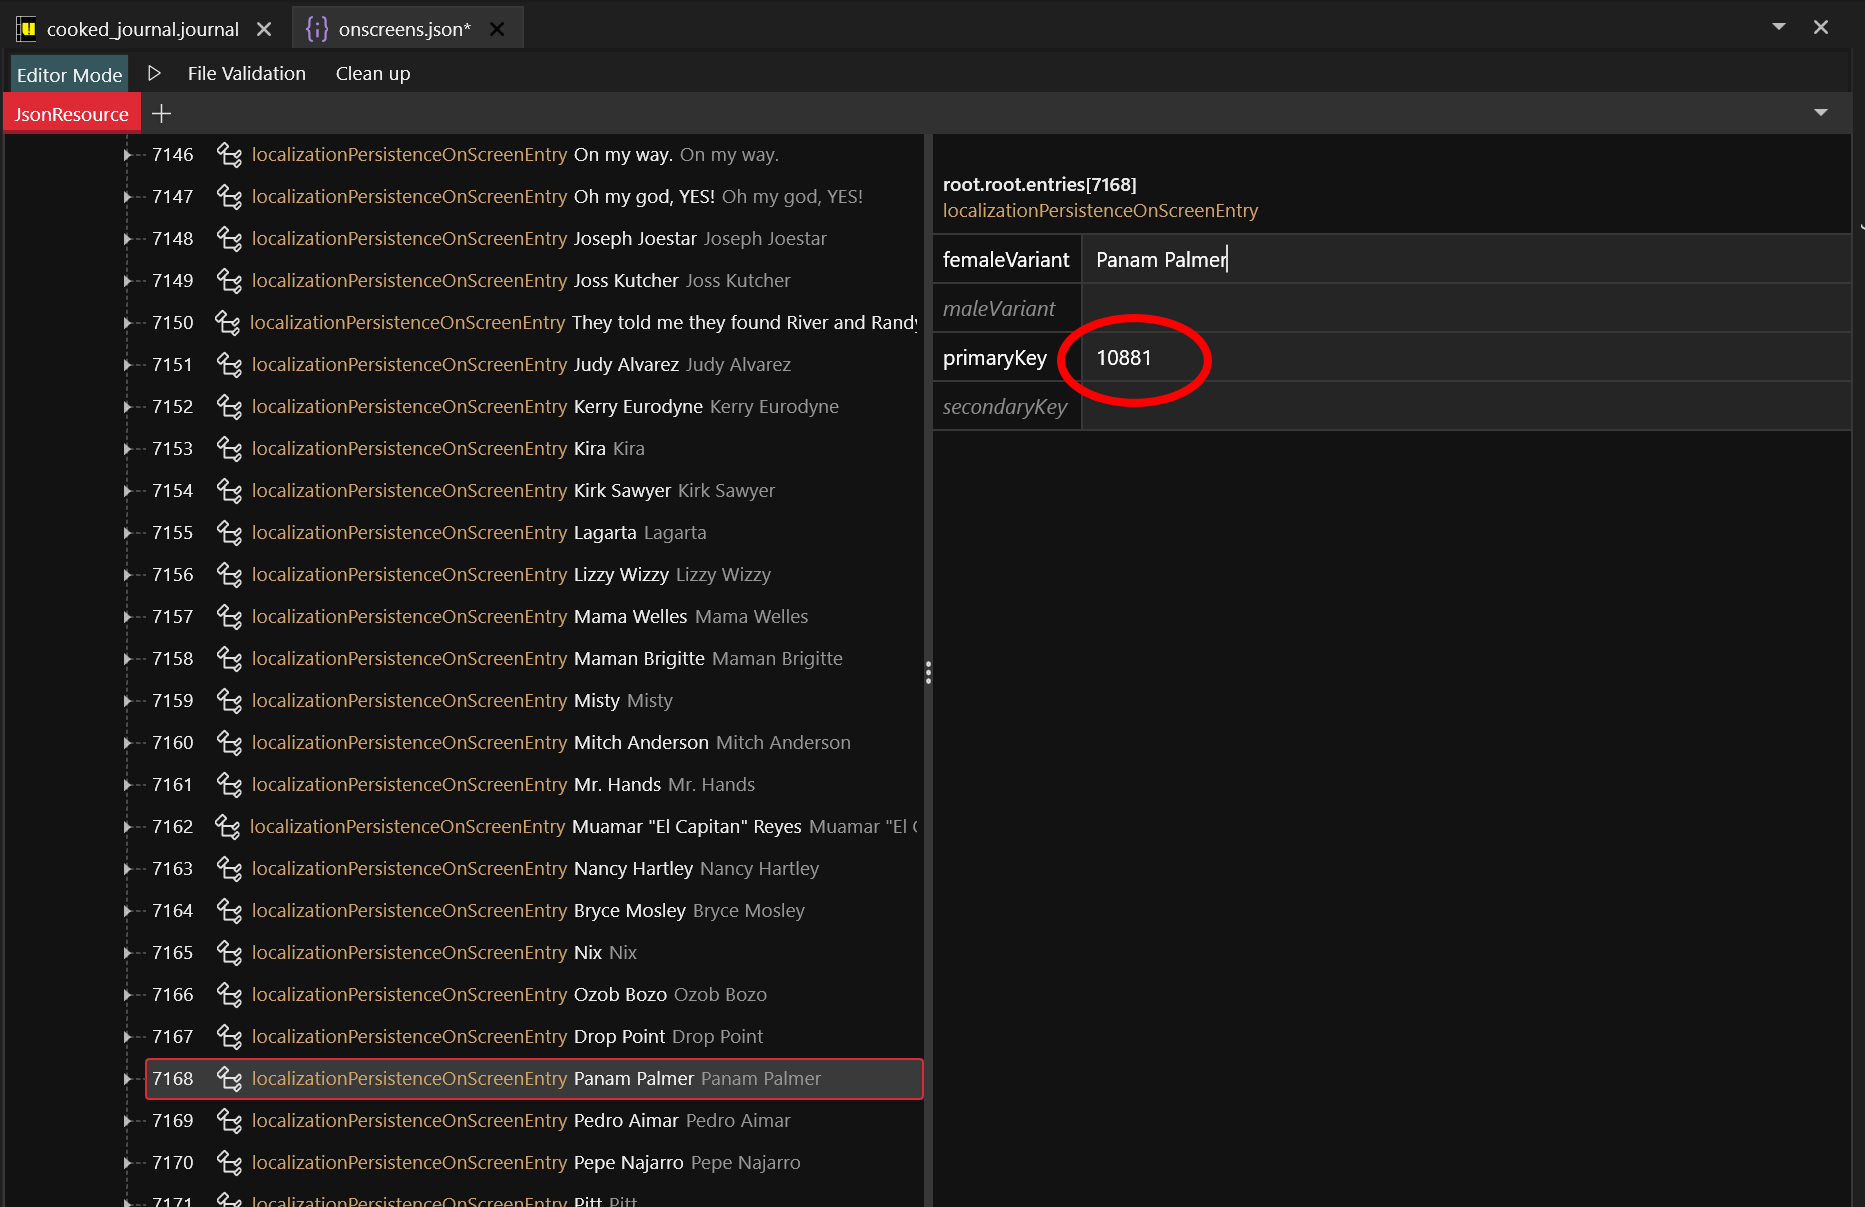 cooked_journal.journal
onscreens.json*
Editor Mode File Validation Clean up
JsonResource
7146 localizationPersistenceOnScreenEntry On my way. On my way.
7147 localizationPersistenceOnScreenEntry Oh my god, YES! Oh my god, YES!
7148 localizationPersistenceOnScreenEntry Joseph Joestar Joseph Joestar
7149 localizationPersistenceOnScreenEntry Joss Kutcher Joss Kutcher
7150 localizationPersistenceOnScreenEntry They told me they found River and Randy
7151 localizationPersistenceOnScreenEntry Judy Alvarez Judy Alvarez
7152 localizationPersistenceOnScreenEntry Kerry Eurodyne Kerry Eurodyne
7153 localizationPersistenceOnScreenEntry Kira Kira
7154 localizationPersistenceOnScreenEntry Kirk Sawyer Kirk Sawyer
7155 localizationPersistenceOnScreenEntry Lagarta Lagarta
7156 localizationPersistenceOnScreenEntry Lizzy Wizzy Lizzy Wizzy
7157 localizationPersistenceOnScreenEntry Mama Welles Mama Welles
7158 localizationPersistenceOnScreenEntry Maman Brigitte Maman Brigitte
7159 localizationPersistenceOnScreenEntry Misty Misty
7160 localizationPersistenceOnScreenEntry Mitch Anderson Mitch Anderson
7161 localizationPersistenceOnScreenEntry Mr. Hands Mr. Hands
7162 localizationPersistenceOnScreenEntry Muamar "El Capitan" Reyes Muamar "El
7163 localizationPersistenceOnScreenEntry Nancy Hartley Nancy Hartley
7164 localizationPersistenceOnScreenEntry Bryce Mosley Bryce Mosley
7165 localizationPersistenceOnScreenEntry Nix Nix
7166 localizationPersistenceOnScreenEntry Ozob Bozo Ozob Bozo
7167 localizationPersistenceOnScreenEntry Drop Point Drop Point
7168 localizationPersistenceOnScreenEntry Panam Palmer Panam Palmer
7169 localizationPersistenceOnScreenEntry Pedro Aimar Pedro Aimar
7170 localizationPersistenceOnScreenEntry Pepe Najarro Pepe Najarro
7171 localizationPersistenceOnScreenEntry Pitt Pitt
root.root.entries[7168]
localizationPersistenceOnScreenEntry
femaleVariant Panam Palmer
maleVariant
primaryKey 10881
secondaryKey